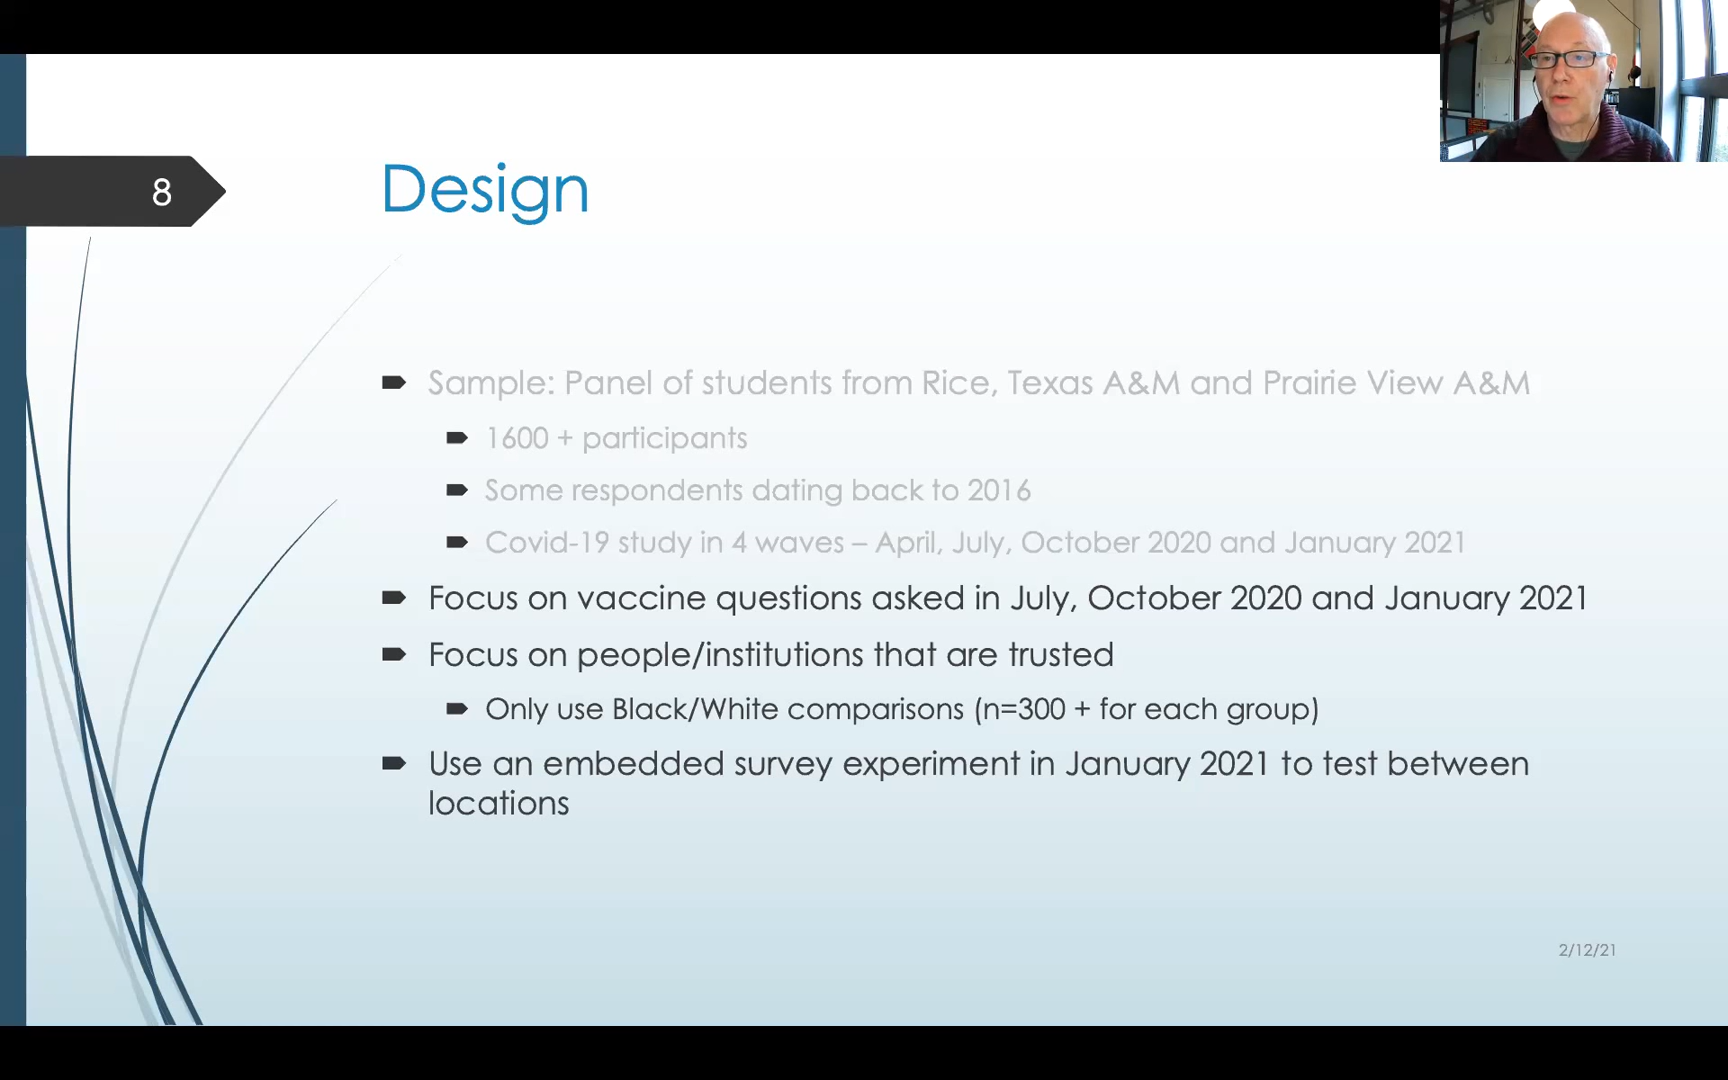 8
Design
Sample: Panel of students from Rice, Texas A&M and Prairie View A&M
1600 + participants
Some respondents dating back to 2016
Covid-19 study in 4 waves – April, July, October 2020 and January 2021
Focus on vaccine questions asked in July, October 2020 and January 2021
Focus on people/institutions that are trusted
Only use Black/White comparisons (n=300 + for each group)
Use an embedded survey experiment in January 2021 to test between
locations
2/12/21